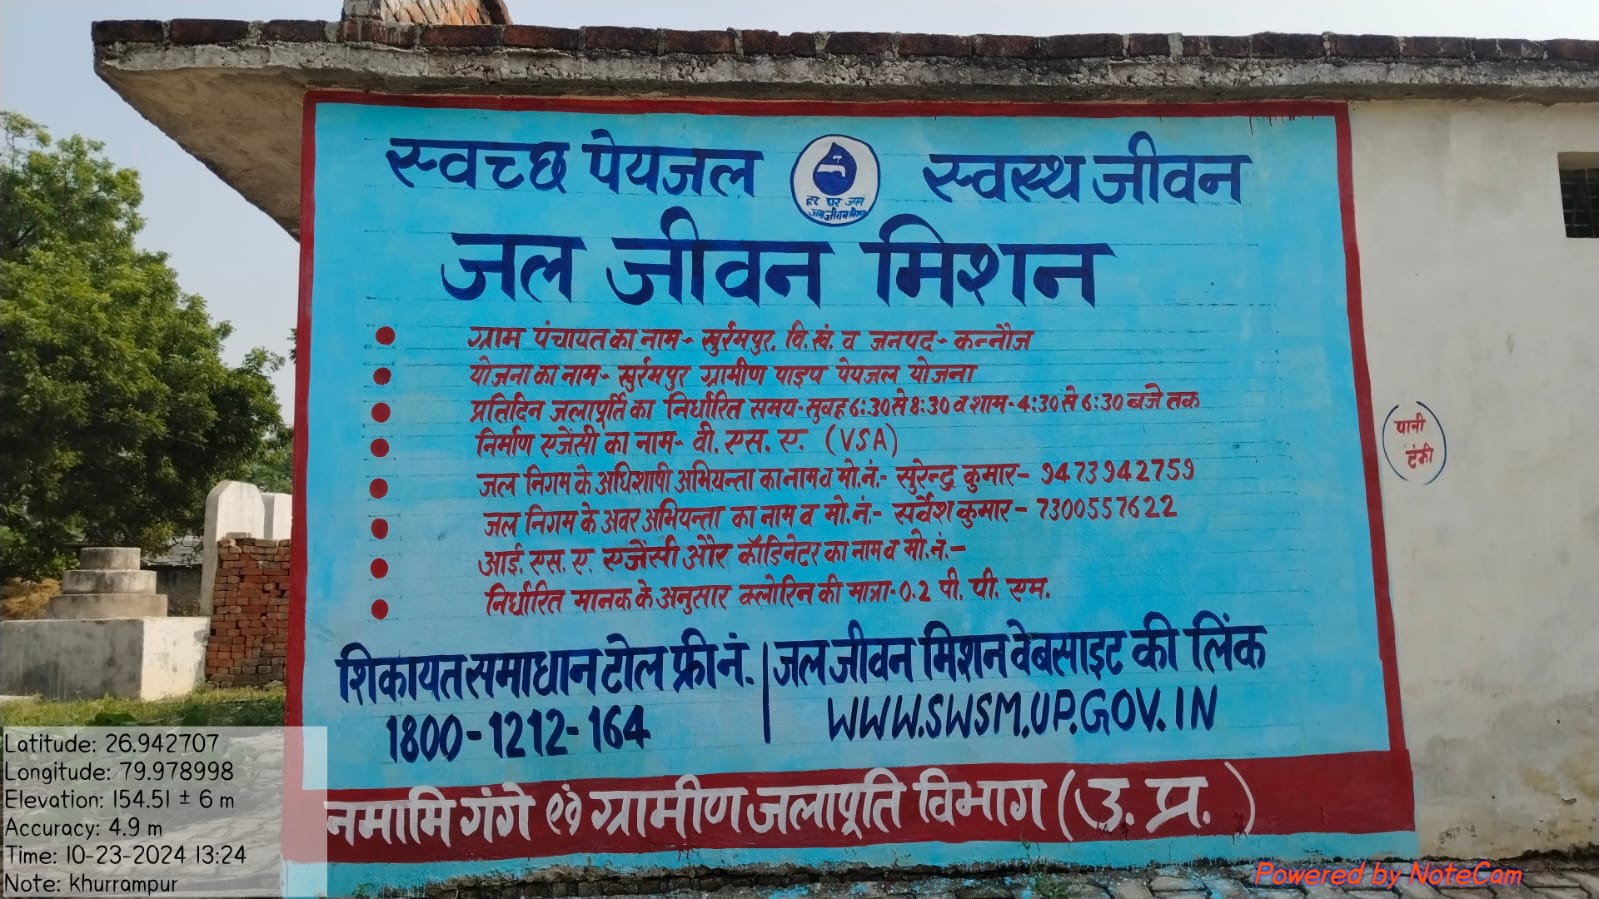 स्वच्छ पेयजल
हर घर जल
जल जीवन मिशन
स्वस्थ जीवन
जल जीवन मिशन
ग्राम पंचायत का नाम- खुर्रमपुर, वि.खं. व जनपद- कन्नौज
योजना का नाम- खुर्रमपुर ग्रामीण पाइप पेयजल योजना
प्रतिदिन जलापूर्ति का निर्धारित समय-सुवह 6:30 से 8:30 व शाम- 4:30 से 6:30 बजे तक
निर्माण एजेंसी का नाम- वी. एस. ए. (VSA)
जल निगम के अधिशाषी अभियन्ता का नाम व मो.नं.- सुरेन्द्र कुमार- 9473942759
जल निगम के अवर अभियन्ता का नाम व मो.नं.- सर्वेश कुमार- 7300557622
आई. एस. ए. एजेंसी और कॉडिनेटर का नाम व मो.नं.-
निर्धारित मानक के अनुसार क्लोरिन की मात्रा-0.2 पी. पी. एम.
शिकायत समाधान टोल फ्री नं.
1800-1212-164
जल जीवन मिशन वेबसाइट की लिंक
WWW.SWSM.UP.GOV.IN
नमामि गंगे एवं ग्रामीण जलापूर्ति विभाग (उ. प्र. )
पानी
टंकी
Latitude: 26.942707
Longitude: 79.978998
Elevation: 154.51 ± 6 m
Accuracy: 4.9 m
Time: 10-23-2024 13:24
Note: khurrampur
Powered by NoteCam